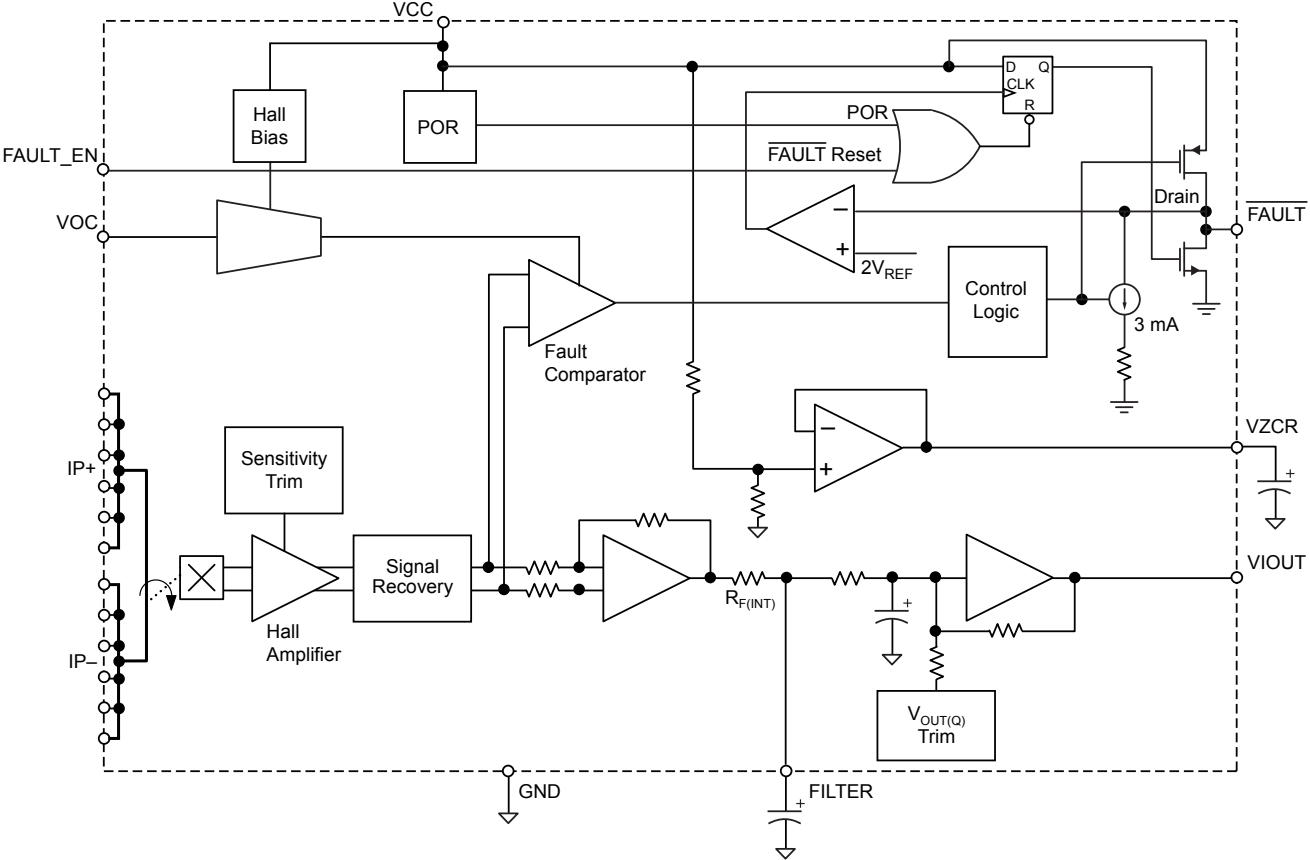 VCC
Hall
Bias
POR
D Q
CLK
R
POR
FAULT_EN
FAULT Reset
VOC
Drain
FAULT
2VREF
Control
Logic
3 mA
Fault
Comparator
VZCR
IP+
Sensitivity
Trim
Signal
Recovery
VIOUT
RF(INT)
Hall
Amplifier
IP–
VOUT(Q)
Trim
GND
FILTER